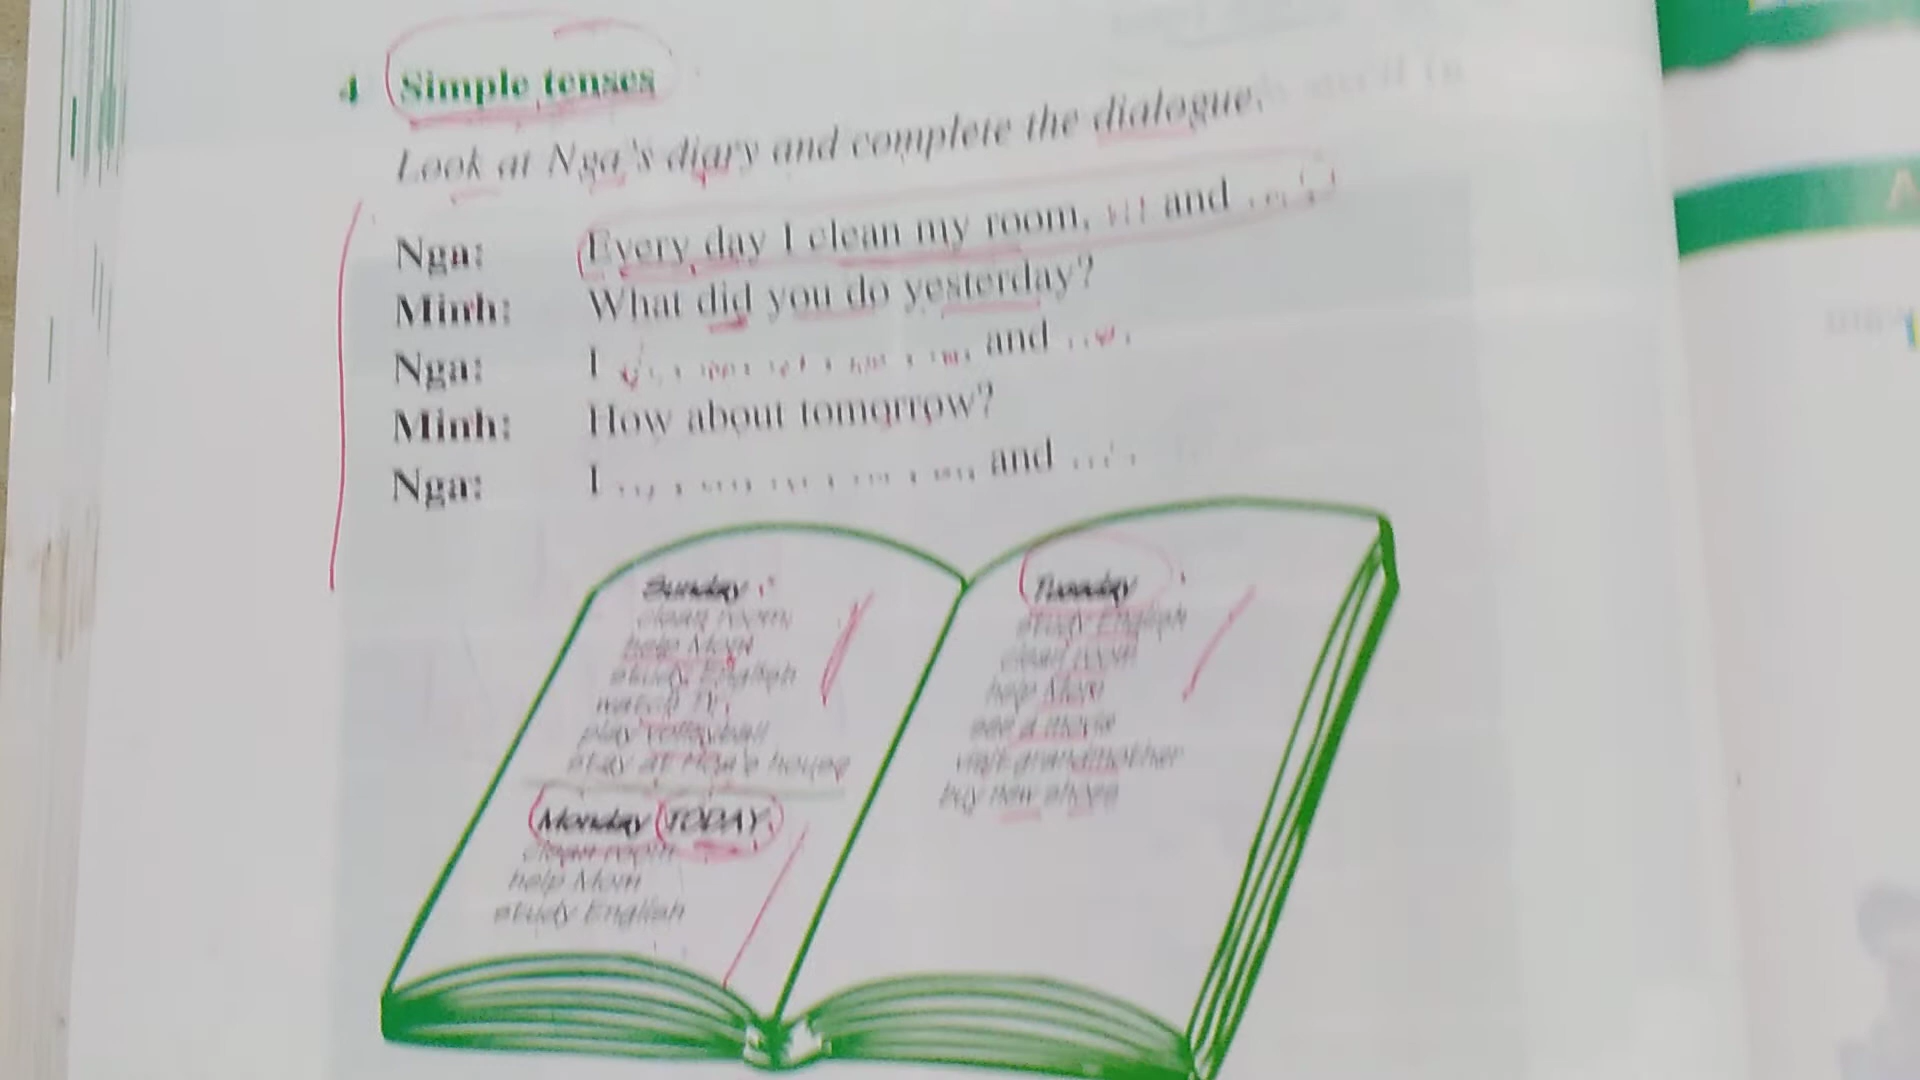 4 Simple tenses
Look at Nga's diary and complete the dialogue.
Nga: Every day I clean my room, ... and ....
Minh: What did you do yesterday?
Nga: I ..............., and ....
Minh: How about tomorrow?
Nga: I ..............., and ....
Sunday
clean room
help Mom
study English
watch TV
play volleyball
stay at Hoa's house
Monday TODAY
clean room
help Mom
study English
Tuesday
study English
clean room
help Mom
see a movie
visit grandmother
buy new shoes